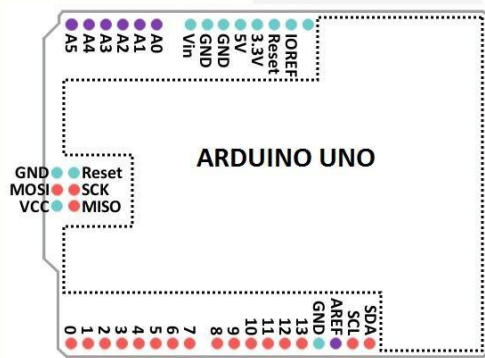 A5 A4 A3 A2 A1 A0 Vin GND GND 5V 3.3V Reset IOREF
ARDUINO UNO
GND Reset
MOSI SCK
VCC MISO
0 1 2 3 4 5 6 7 8 9 10 11 12 13 GND AREF SCL SDA